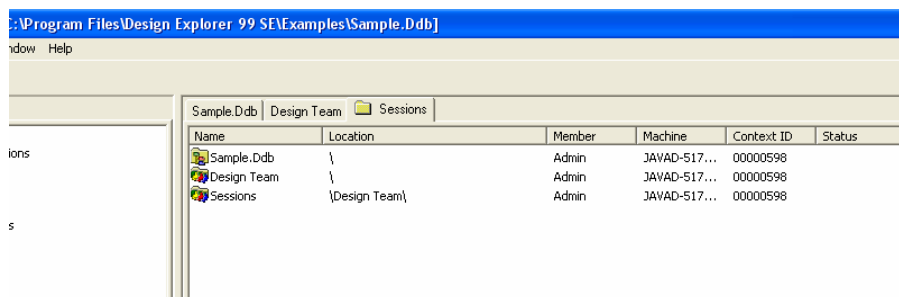 C:\Program Files\Design Explorer 99 SE\Examples\Sample.Ddb]
ndow Help
Sample.Ddb Design Team Sessions
Name Location Member Machine Context ID Status
ions Sample.Ddb \ Admin JAVAD-517... 00000598
Design Team \ Admin JAVAD-517... 00000598
Sessions \Design Team\ Admin JAVAD-517... 00000598
s